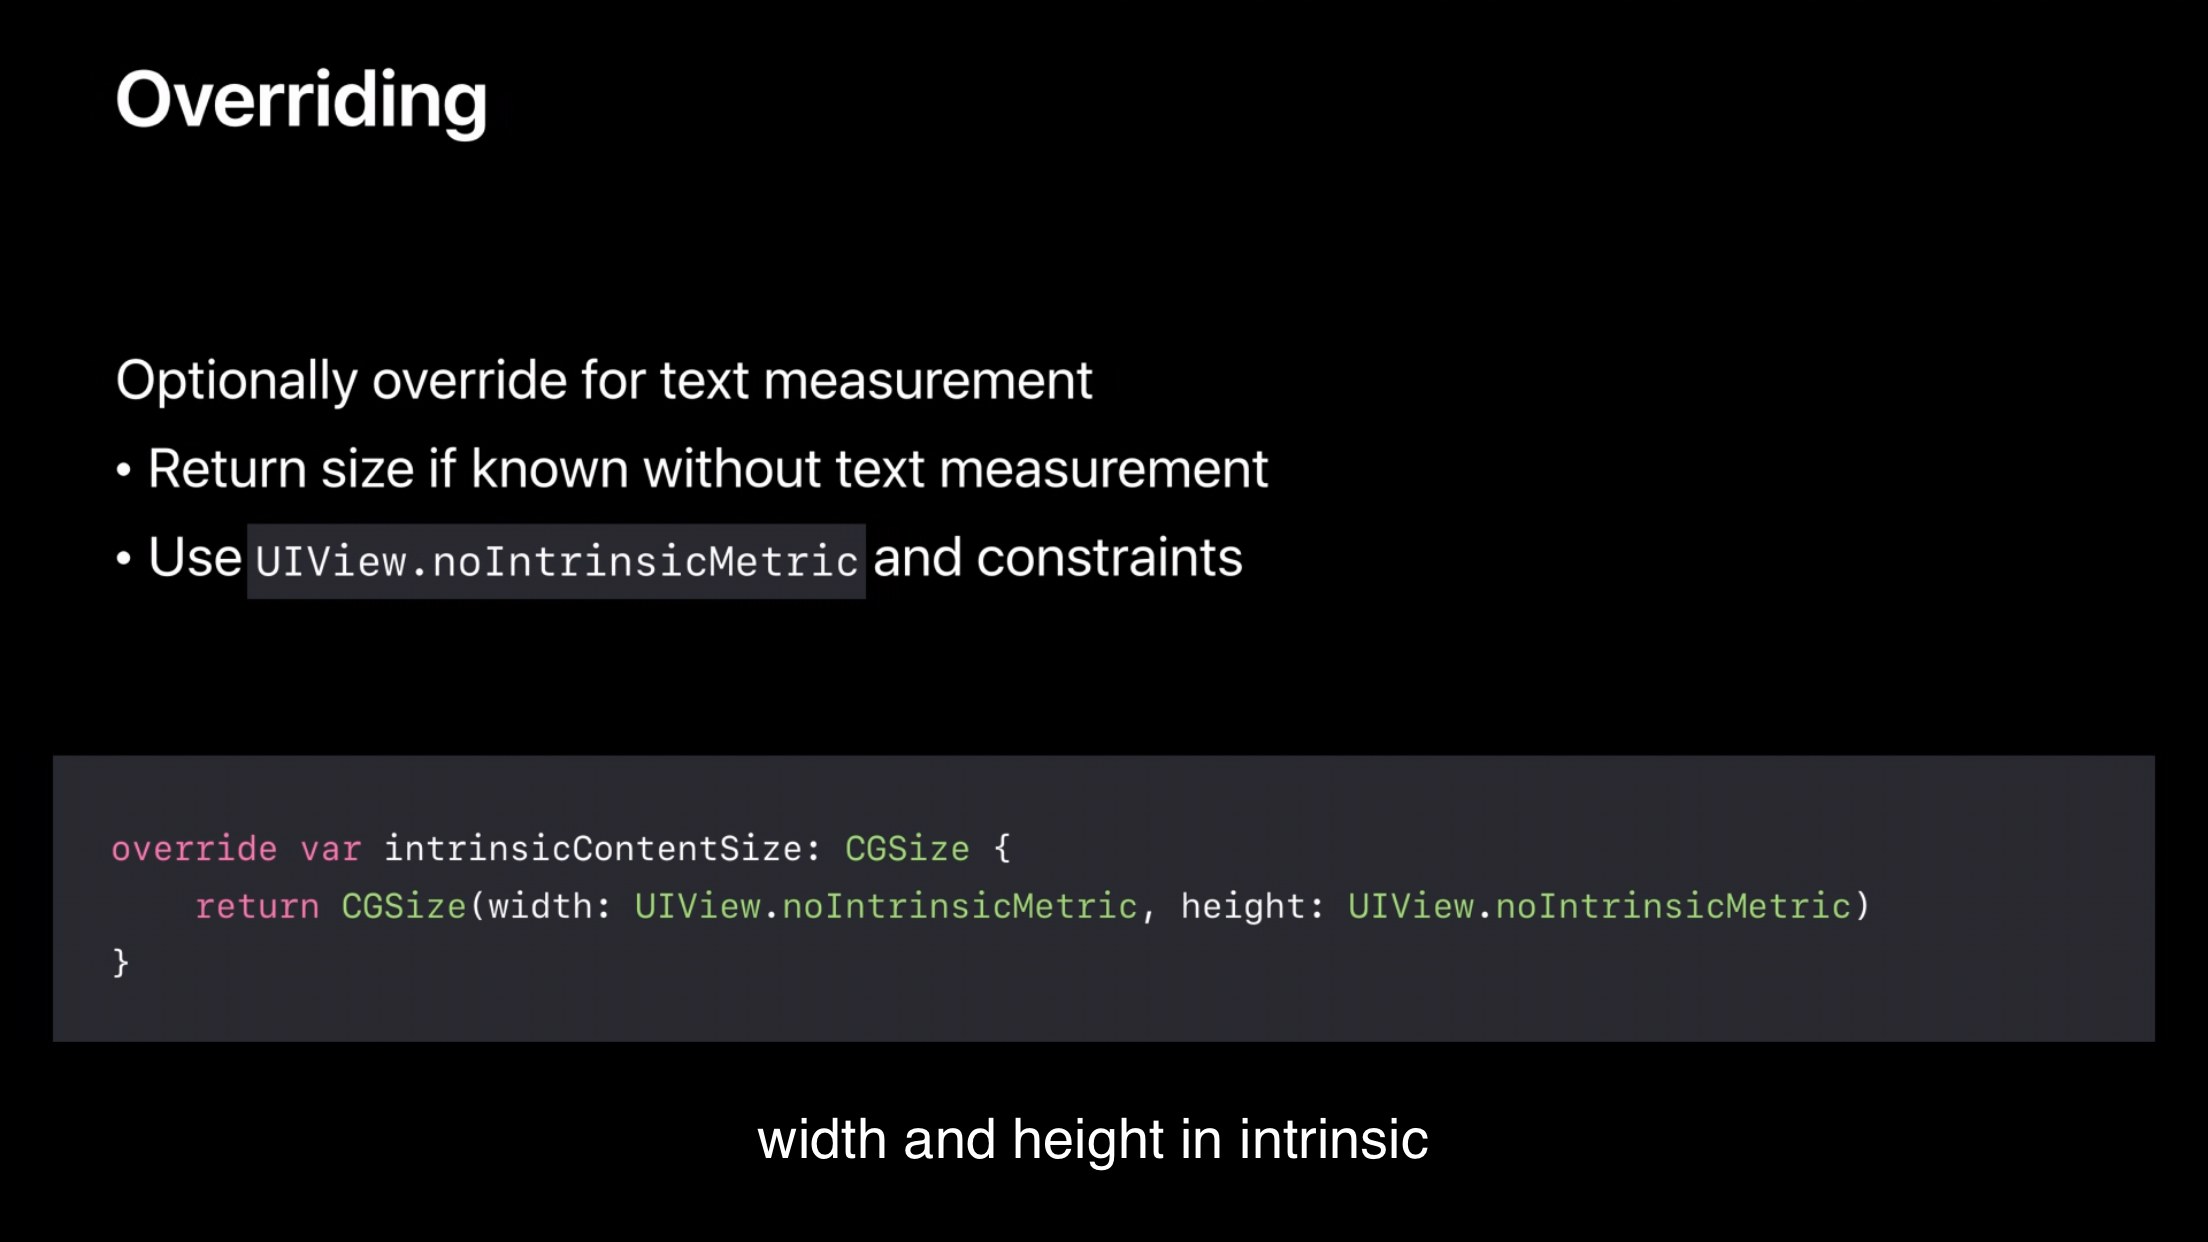 Overriding
Optionally override for text measurement
• Return size if known without text measurement
• Use UIView.noIntrinsicMetric and constraints
override var intrinsicContentSize: CGSize {
    return CGSize(width: UIView.noIntrinsicMetric, height: UIView.noIntrinsicMetric)
}
width and height in intrinsic